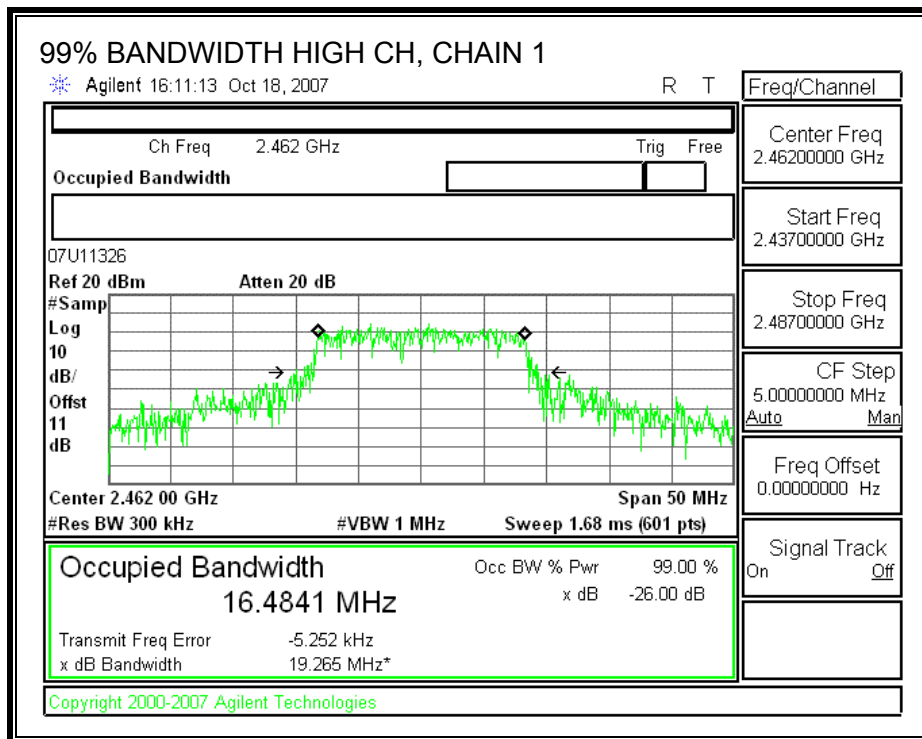 99% BANDWIDTH HIGH CH, CHAIN 1
Agilent 16:11:13 Oct 18, 2007 R T
Freq/Channel
Ch Freq 2.462 GHz Trig Free
Occupied Bandwidth
Center Freq
2.46200000 GHz
Start Freq
2.43700000 GHz
Stop Freq
2.48700000 GHz
CF Step
5.00000000 MHz
Auto Man
Freq Offset
0.00000000 Hz
Signal Track
On Off
07U11326
Ref 20 dBm Atten 20 dB
#Samp
Log
10
dB/
Offst
11
dB
Center 2.462 00 GHz Span 50 MHz
#Res BW 300 kHz #VBW 1 MHz Sweep 1.68 ms (601 pts)
Occupied Bandwidth Occ BW % Pwr 99.00 %
16.4841 MHz x dB -26.00 dB
Transmit Freq Error -5.252 kHz
x dB Bandwidth 19.265 MHz*
Copyright 2000-2007 Agilent Technologies